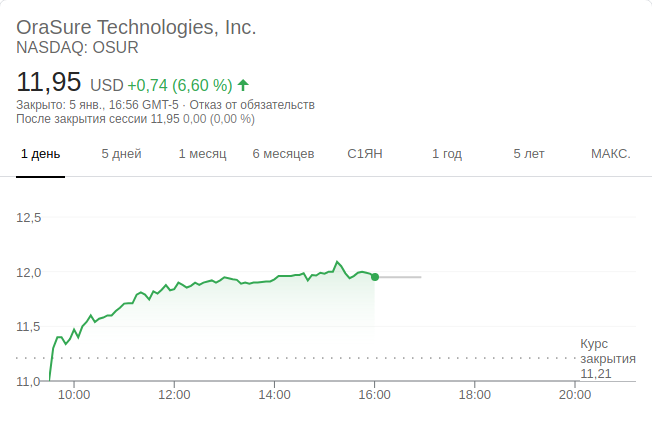 OraSure Technologies, Inc.
NASDAQ: OSUR
11,95 USD +0,74 (6,60 %)
Закрыто: 5 янв., 16:56 GMT-5 · Отказ от обязательств
После закрытия сессии 11,95 0,00 (0,00 %)
1 день 5 дней 1 месяц 6 месяцев С1ЯН 1 год 5 лет МАКС.
12,5
12,0
11,5
Курс
закрытия
11,21
11,0
10:00 12:00 14:00 16:00 18:00 20:00